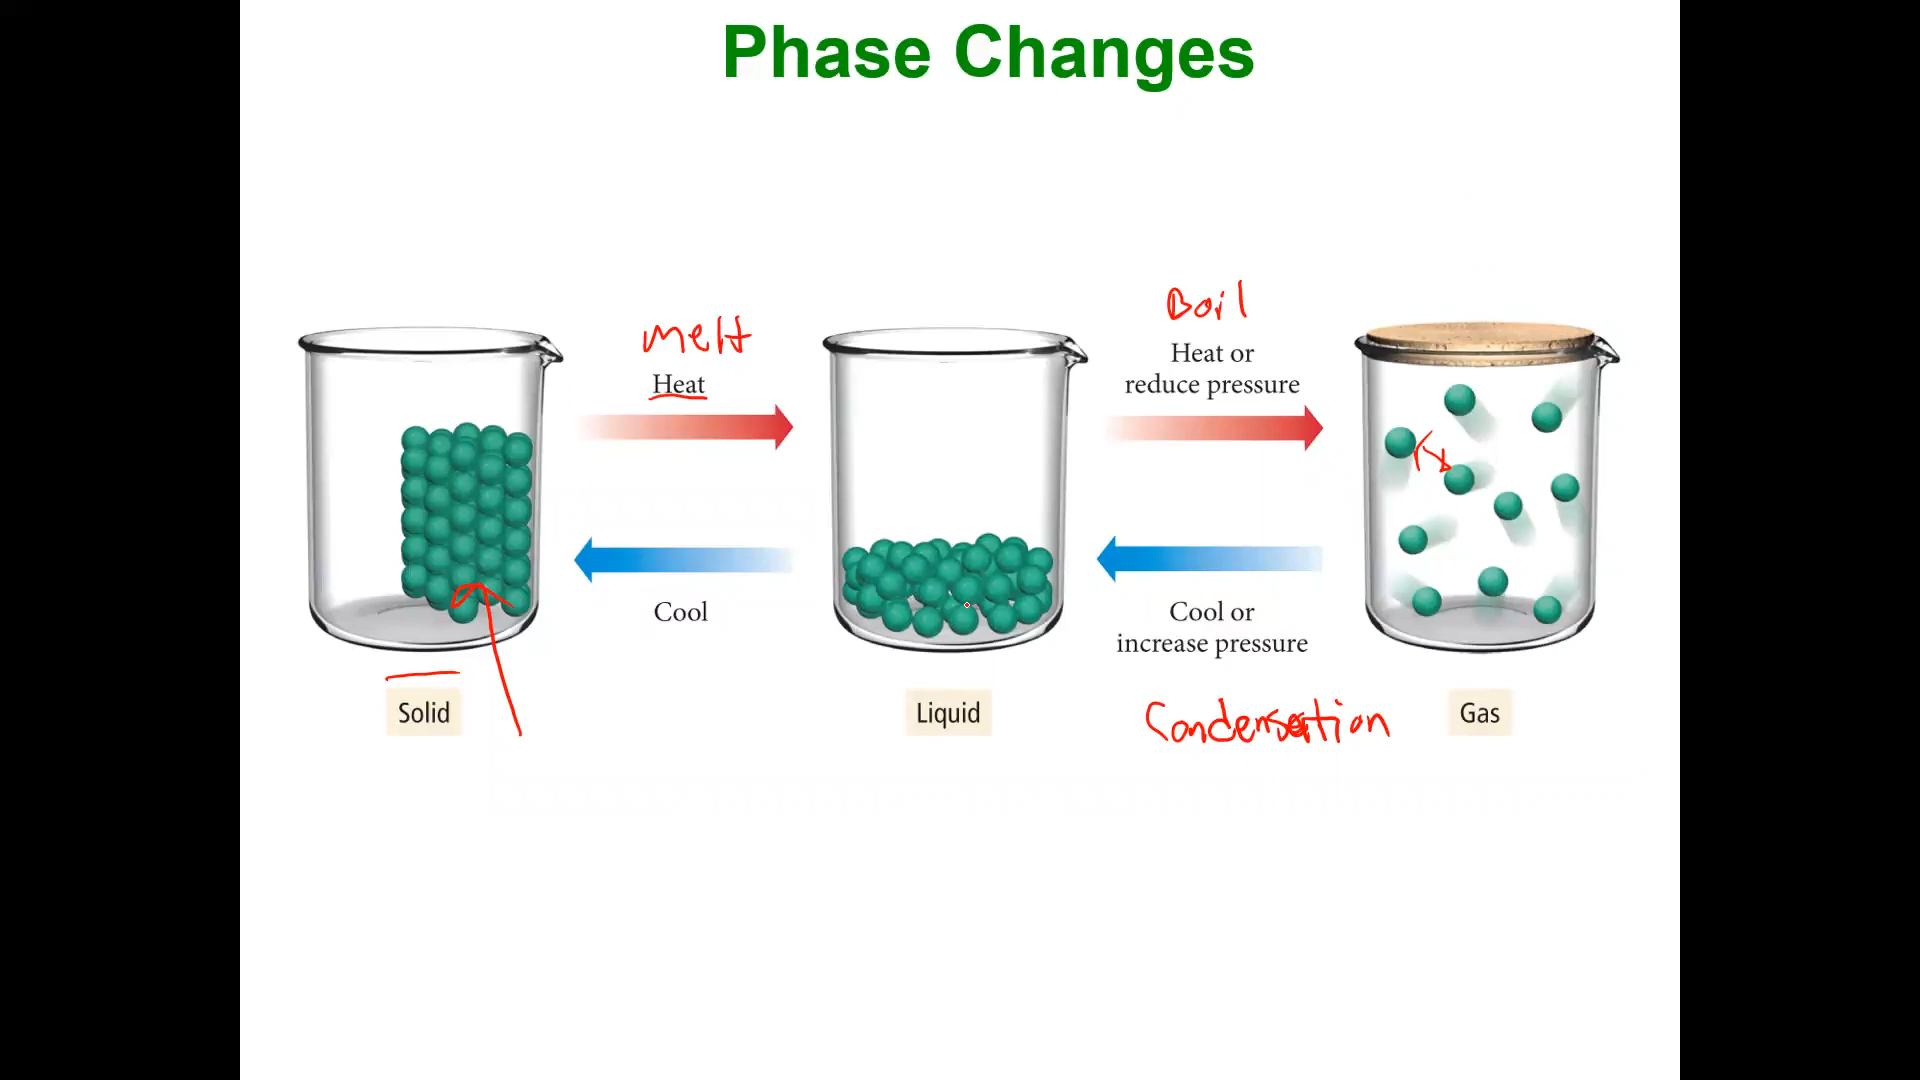 Phase Changes
Melt
Heat
Boil
Heat or
reduce pressure
Cool
Cool or
increase pressure
Solid
Liquid
Condensation
Gas